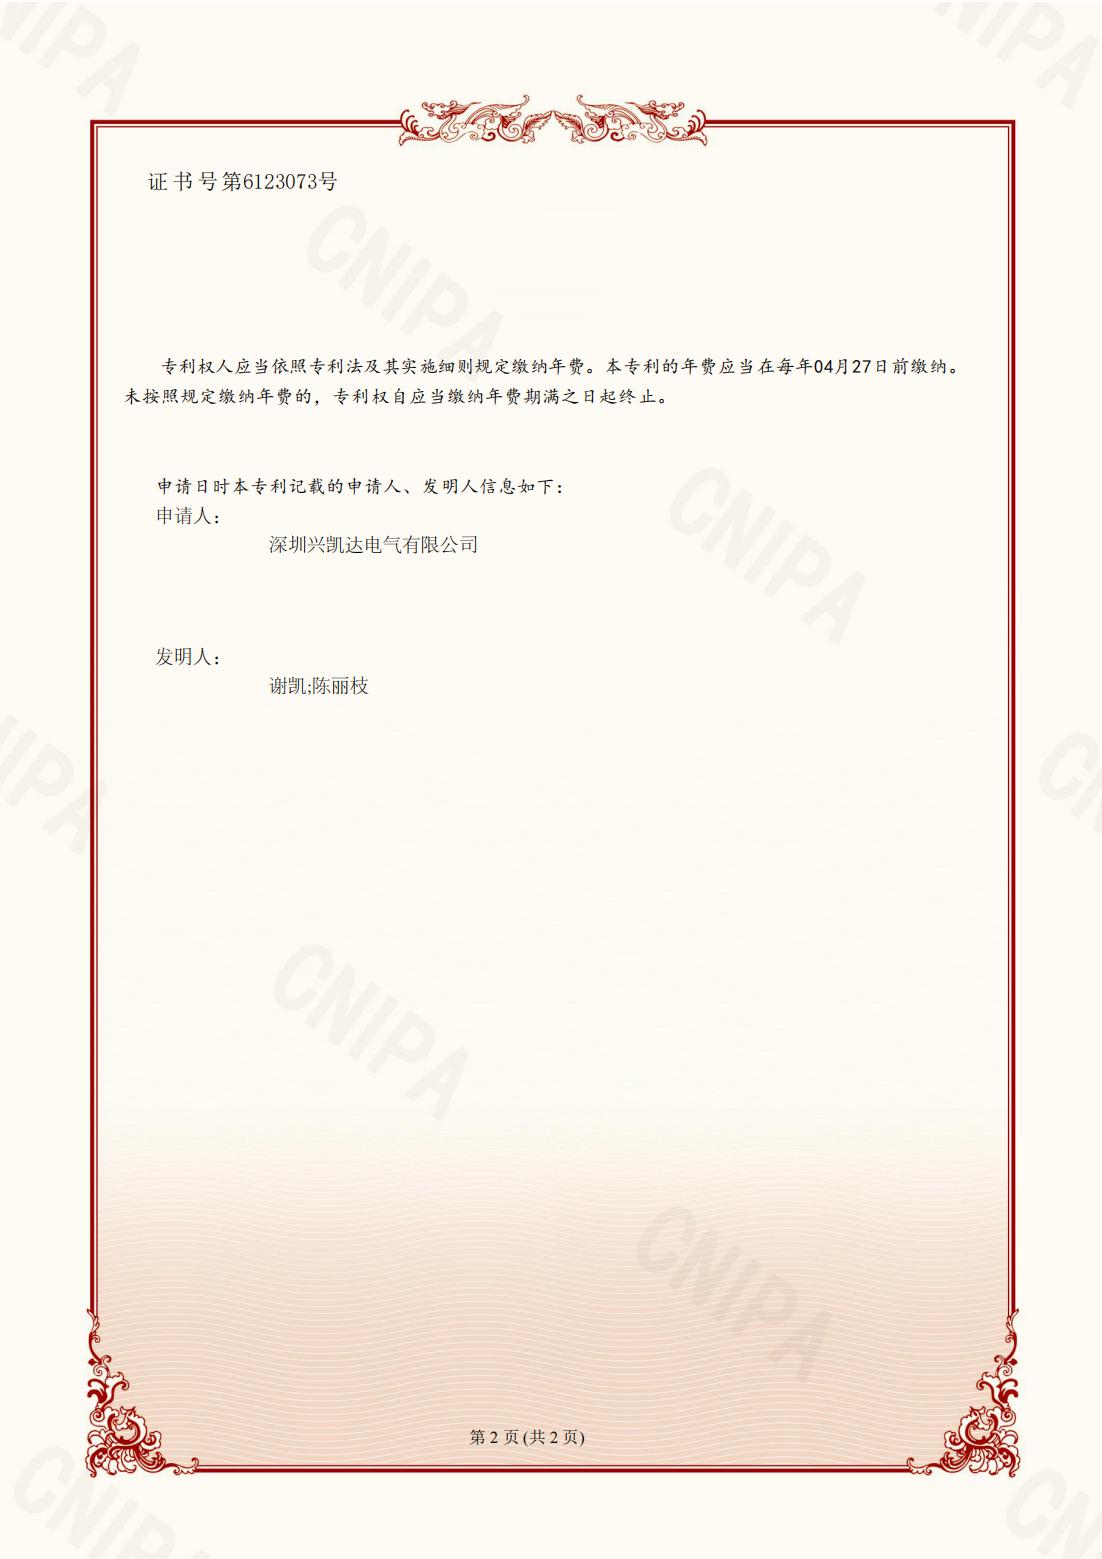 证书号第6123073号
专利权人应当依照专利法及其实施细则规定缴纳年费。本专利的年费应当在每年04月27日前缴纳。
未按照规定缴纳年费的，专利权自应当缴纳年费期满之日起终止。
申请日时本专利记载的申请人、发明人信息如下：
申请人：
深圳兴凯达电气有限公司
发明人：
谢凯;陈丽枝
第 2 页 (共 2 页)
CNIPA
CNIPA
CNIPA
CNIPA
CNIPA